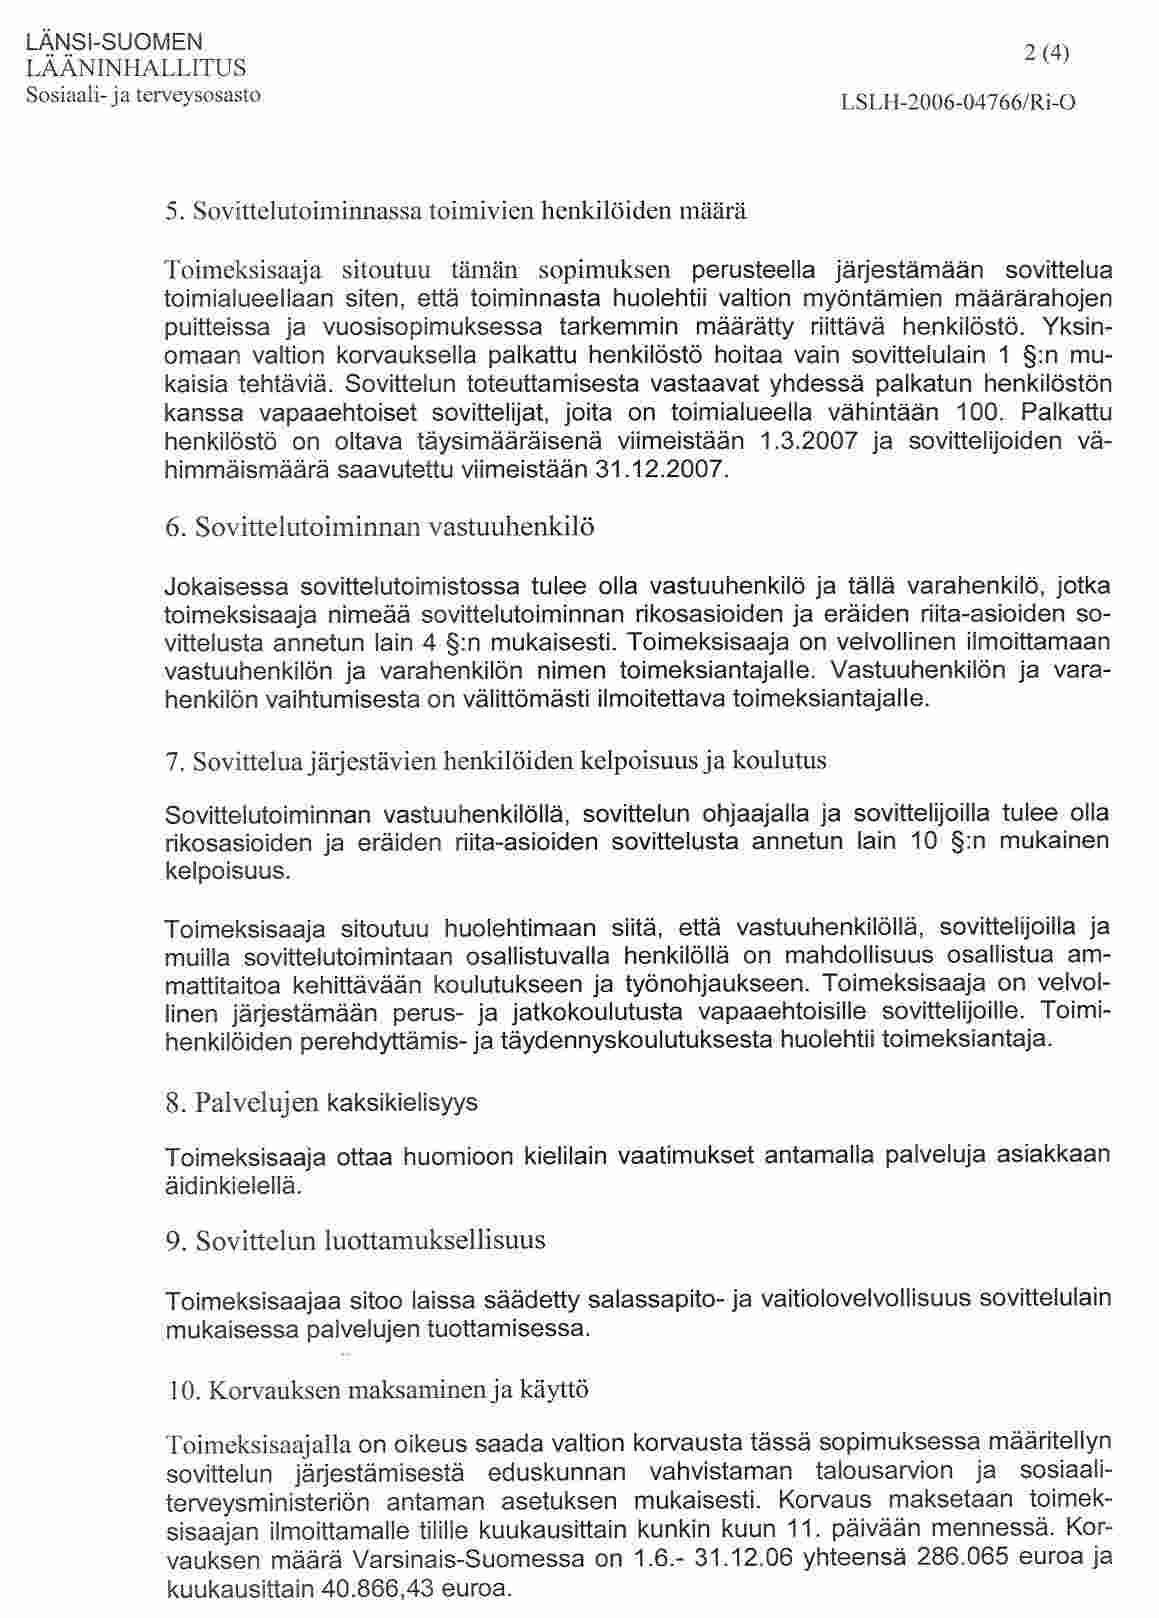 LÄNSI-SUOMEN
LÄÄNINHALLITUS
Sosiaali- ja terveysosasto
2 (4)
LSLH-2006-04766/Ri-O
5. Sovittelutoiminnassa toimivien henkilöiden määrä
Toimeksisaaja sitoutuu tämän sopimuksen perusteella järjestämään sovittelua
toimialueellaan siten, että toiminnasta huolehtii valtion myöntämien määrärahojen
puitteissa ja vuosisopimuksessa tarkemmin määrätty riittävä henkilöstö. Yksin-
omaan valtion korvauksella palkattu henkilöstö hoitaa vain sovittelulain 1 §:n mu-
kaisia tehtäviä. Sovittelun toteuttamisesta vastaavat yhdessä palkatun henkilöstön
kanssa vapaaehtoiset sovittelijat, joita on toimialueella vähintään 100. Palkattu
henkilöstö on oltava täysimääräisenä viimeistään 1.3.2007 ja sovittelijoiden vä-
himmäismäärä saavutettu viimeistään 31.12.2007.
6. Sovittelutoiminnan vastuuhenkilö
Jokaisessa sovittelutoimistossa tulee olla vastuuhenkilö ja tällä varahenkilö, jotka
toimeksisaaja nimeää sovittelutoiminnan rikosasioiden ja eräiden riita-asioiden so-
vittelusta annetun lain 4 §:n mukaisesti. Toimeksisaaja on velvollinen ilmoittamaan
vastuuhenkilön ja varahenkilön nimen toimeksiantajalle. Vastuuhenkilön ja vara-
henkilön vaihtumisesta on välittömästi ilmoitettava toimeksiantajalle.
7. Sovittelua järjestävien henkilöiden kelpoisuus ja koulutus
Sovittelutoiminnan vastuuhenkilöllä, sovittelun ohjaajalla ja sovittelijoilla tulee olla
rikosasioiden ja eräiden riita-asioiden sovittelusta annetun lain 10 §:n mukainen
kelpoisuus.
Toimeksisaaja sitoutuu huolehtimaan siitä, että vastuuhenkilöllä, sovittelijoilla ja
muilla sovittelutoimintaan osallistuvalla henkilöllä on mahdollisuus osallistua am-
mattitaitoa kehittävään koulutukseen ja työnohjaukseen. Toimeksisaaja on velvol-
linen järjestämään perus- ja jatkokoulutusta vapaaehtoisille sovittelijoille. Toimi-
henkilöiden perehdyttämis- ja täydennyskoulutuksesta huolehtii toimeksiantaja.
8. Palvelujen kaksikielisyys
Toimeksisaaja ottaa huomioon kielilain vaatimukset antamalla palveluja asiakkaan
äidinkielellä.
9. Sovittelun luottamuksellisuus
Toimeksisaajaa sitoo laissa säädetty salassapito- ja vaitiolovelvollisuus sovittelulain
mukaisessa palvelujen tuottamisessa.
10. Korvauksen maksaminen ja käyttö
Toimeksisaajalla on oikeus saada valtion korvausta tässä sopimuksessa määritellyn
sovittelun järjestämisestä eduskunnan vahvistaman talousarvion ja sosiaali-
terveysministeriön antaman asetuksen mukaisesti. Korvaus maksetaan toimek-
sisaajan ilmoittamalle tilille kuukausittain kunkin kuun 11. päivään mennessä. Kor-
vauksen määrä Varsinais-Suomessa on 1.6.- 31.12.06 yhteensä 286.065 euroa ja
kuukausittain 40.866,43 euroa.